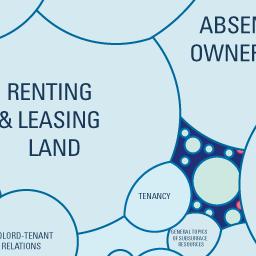 ABSEN
OWNER
RENTING
& LEASING
LAND
TENANCY
DLORD-TENANT
RELATIONS
GENERAL TOPICS
OF SUBSURFACE
RESOURCES